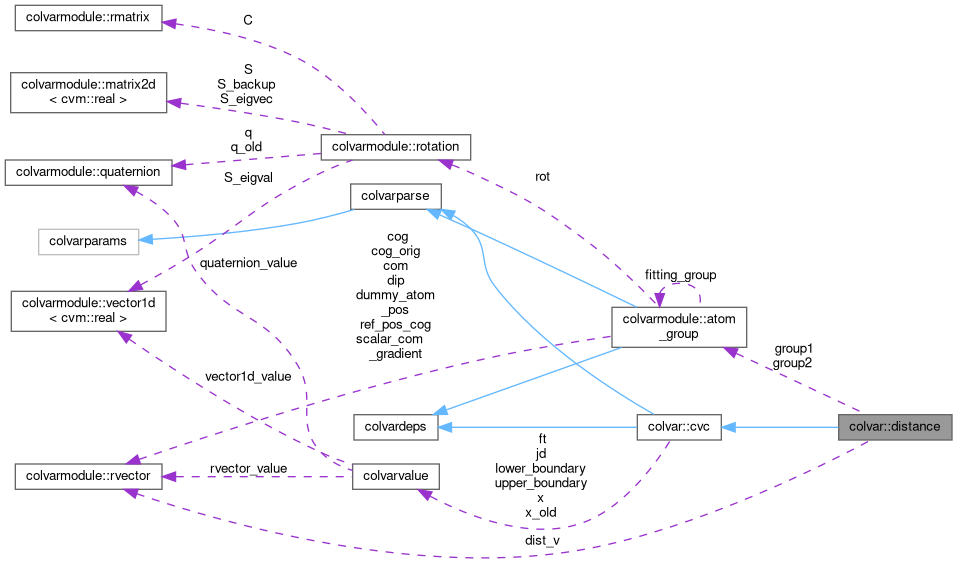 colvarmodule::rmatrix
C
colvarmodule::matrix2d
< cvm::real >
S
S_backup
S_eigvec
colvarmodule::rotation
q
q_old
colvarmodule::quaternion
S_eigval
rot
colvarparse
colvarparams
cog
cog_orig
com
dip
dummy_atom
_pos
ref_pos_cog
scalar_com
_gradient
quaternion_value
fitting_group
colvarmodule::vector1d
< cvm::real >
colvarmodule::atom
_group
group1
group2
vector1d_value
colvardeps
colvar::cvc
colvar::distance
ft
jd
lower_boundary
upper_boundary
x
x_old
colvarmodule::rvector
rvector_value
colvarvalue
dist_v